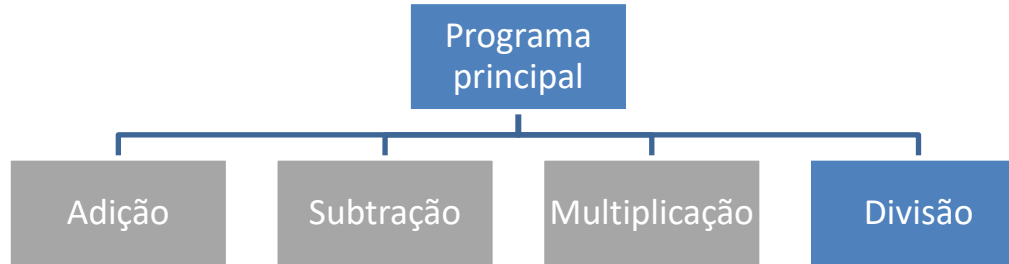 Programa
principal
Adição
Subtração
Multiplicação
Divisão